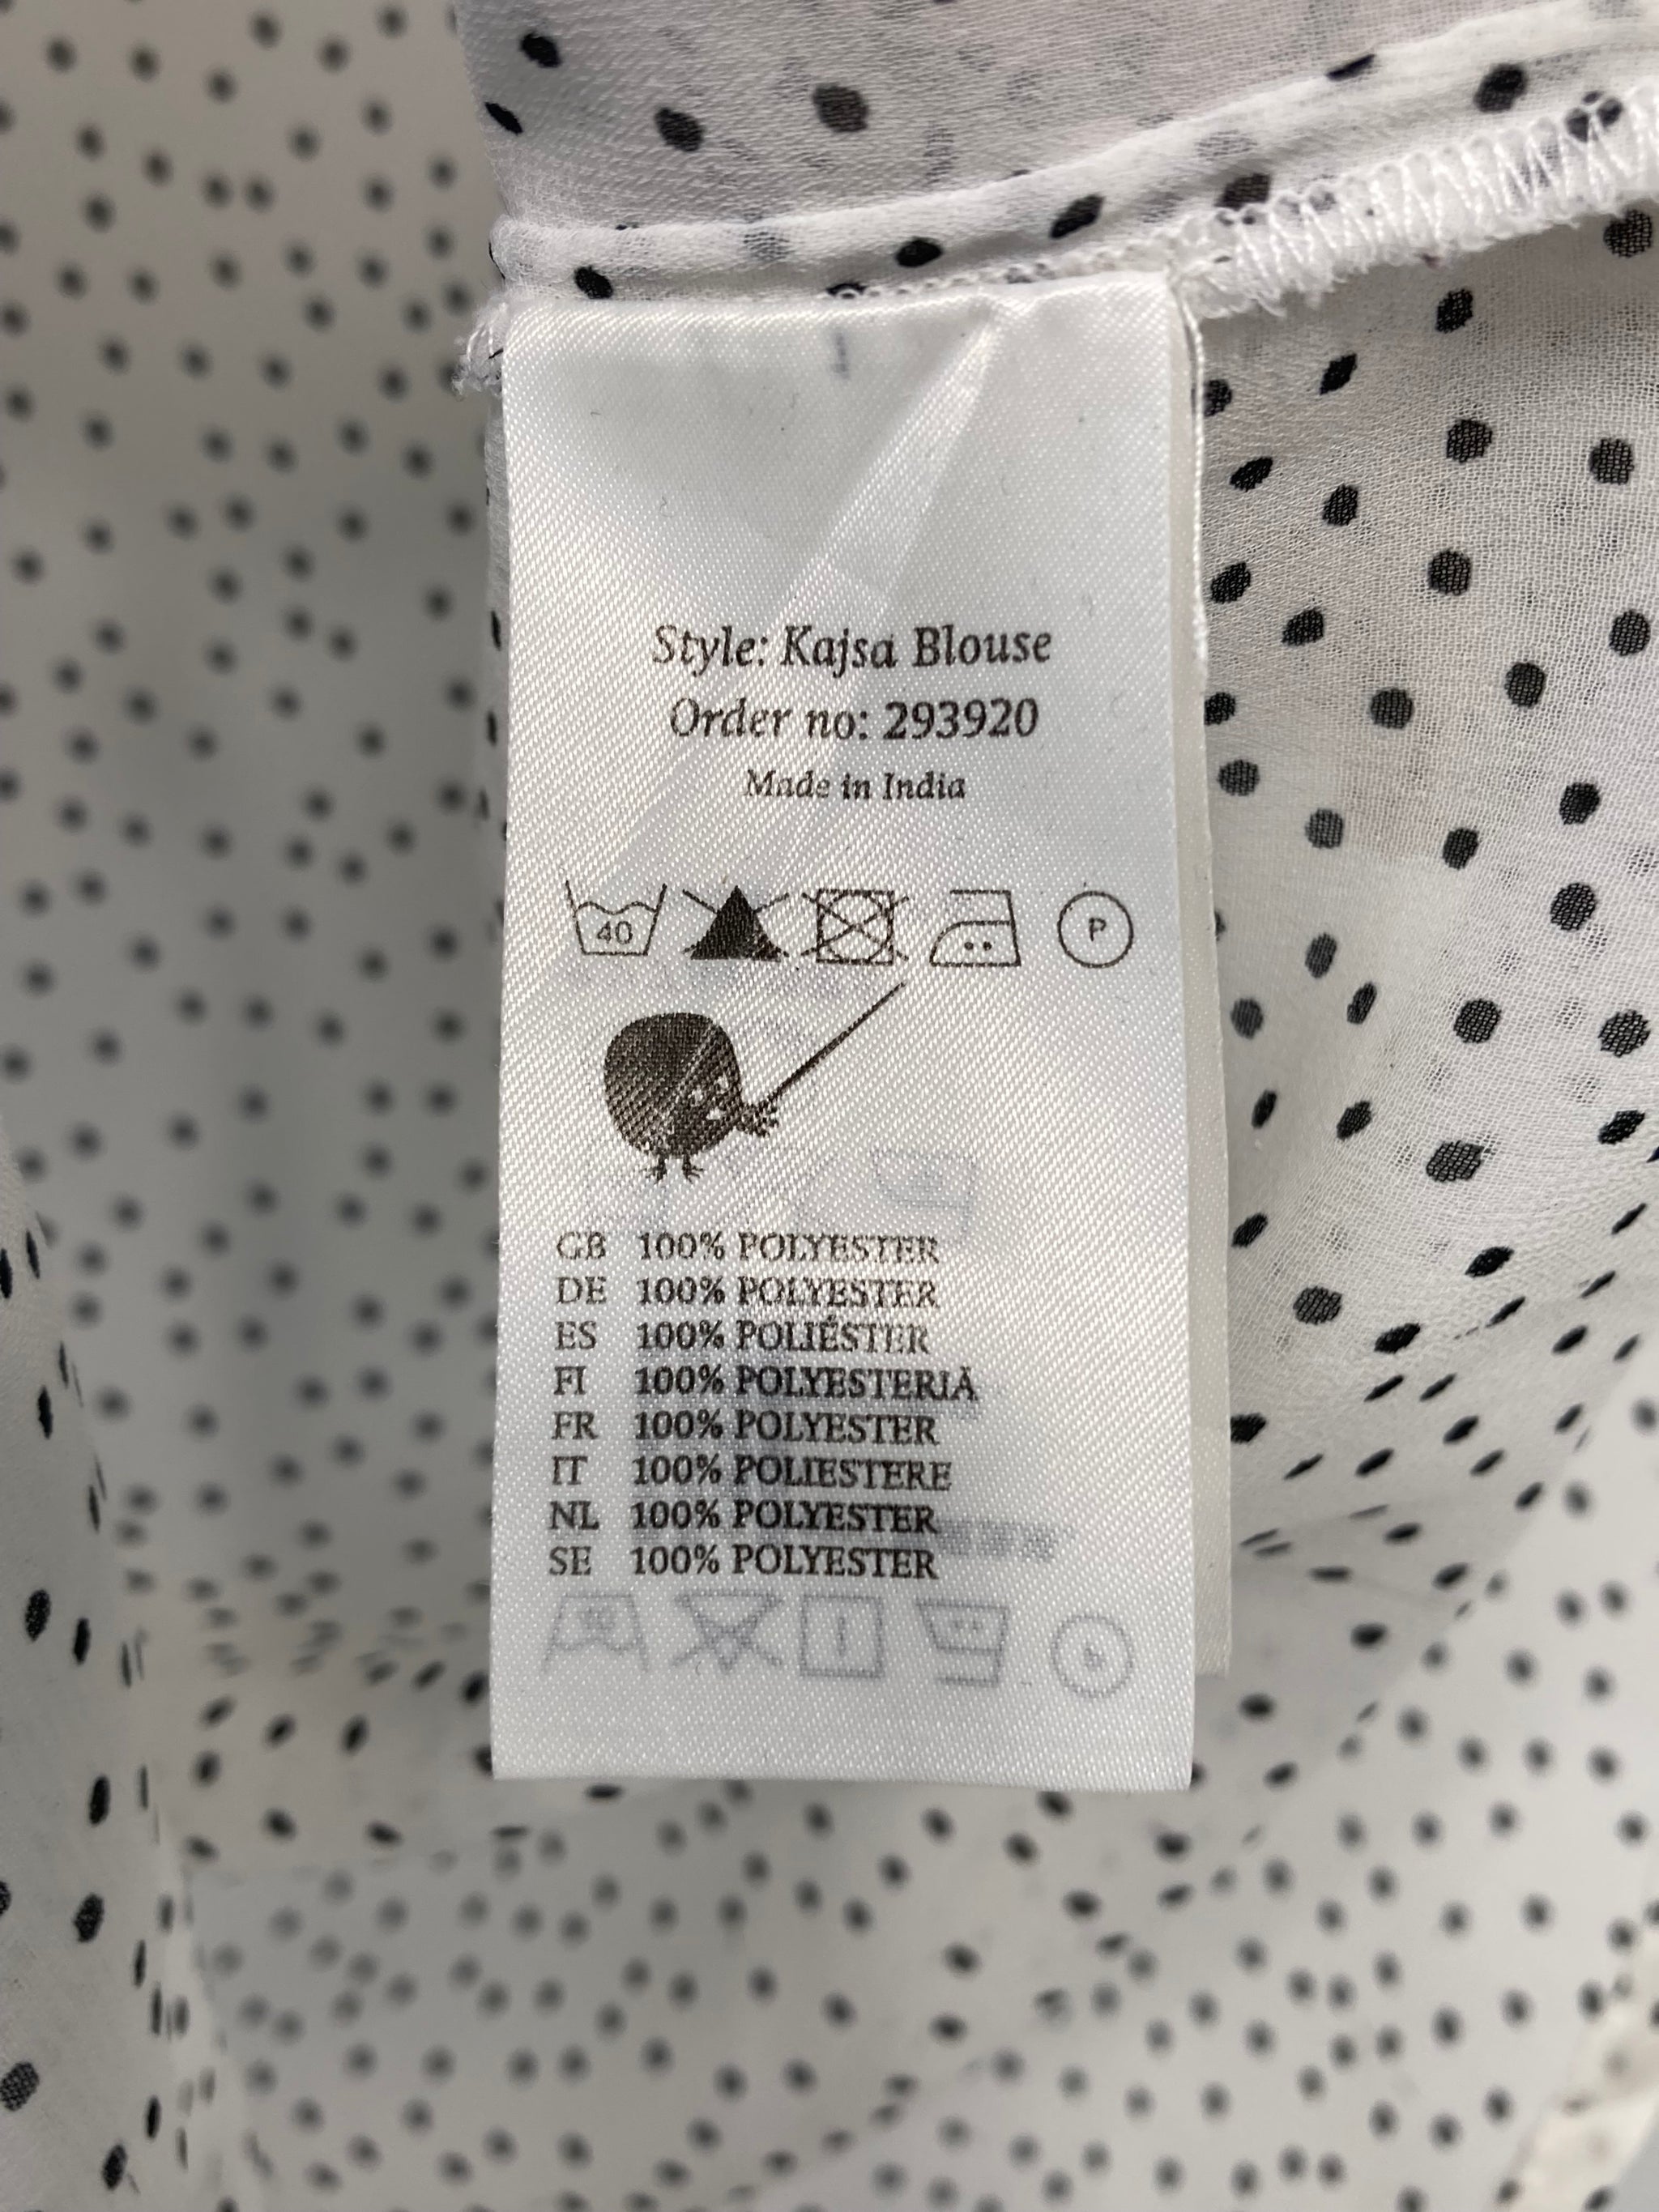 Style: Kajsa Blouse
Order no: 293920
Made in India
40 P
GB 100% POLYESTER
DE 100% POLYESTER
ES 100% POLIÉSTER
FI 100% POLYESTERIÄ
FR 100% POLYESTER
IT 100% POLIESTERE
NL 100% POLYESTER
SE 100% POLYESTER